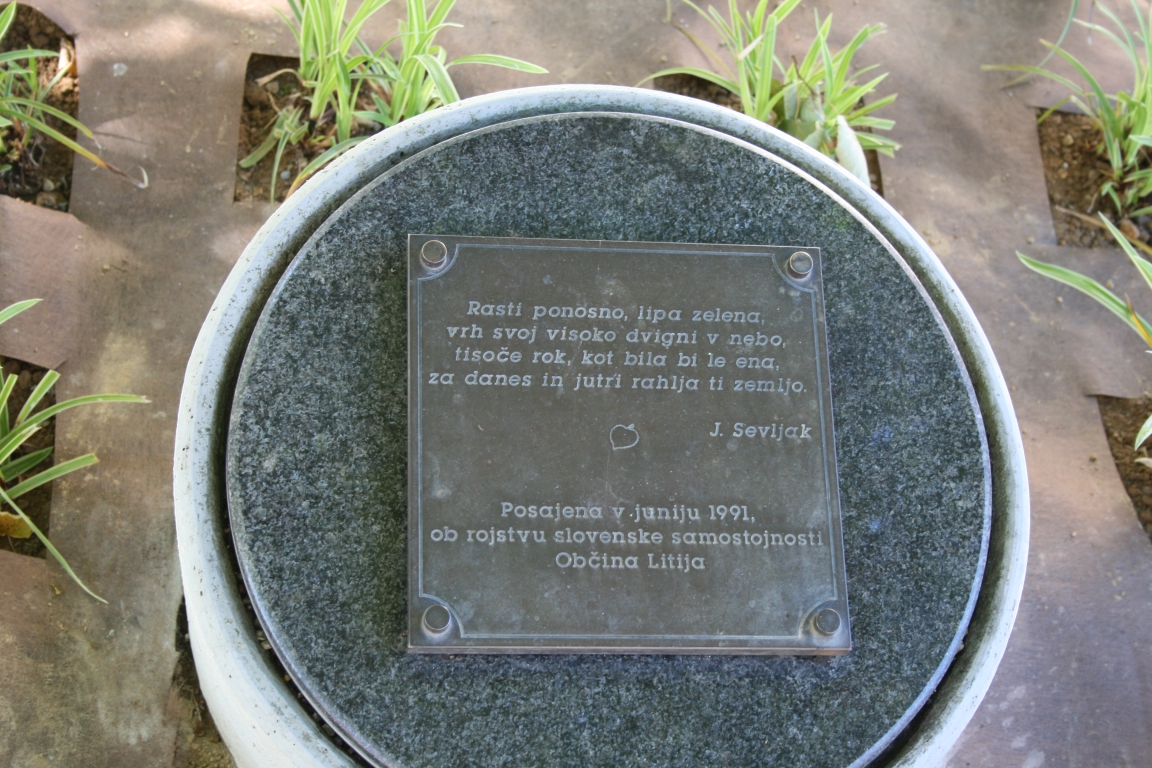 Rasti ponosno, lipa zelena,
vrh svoj visoko dvigni v nebo,
tisoče rok, kot bila bi le ena,
za danes in jutri rahlja ti zemljo.
J. Sevljak
Posajena v juniju 1991,
ob rojstvu slovenske samostojnosti
Občina Litija